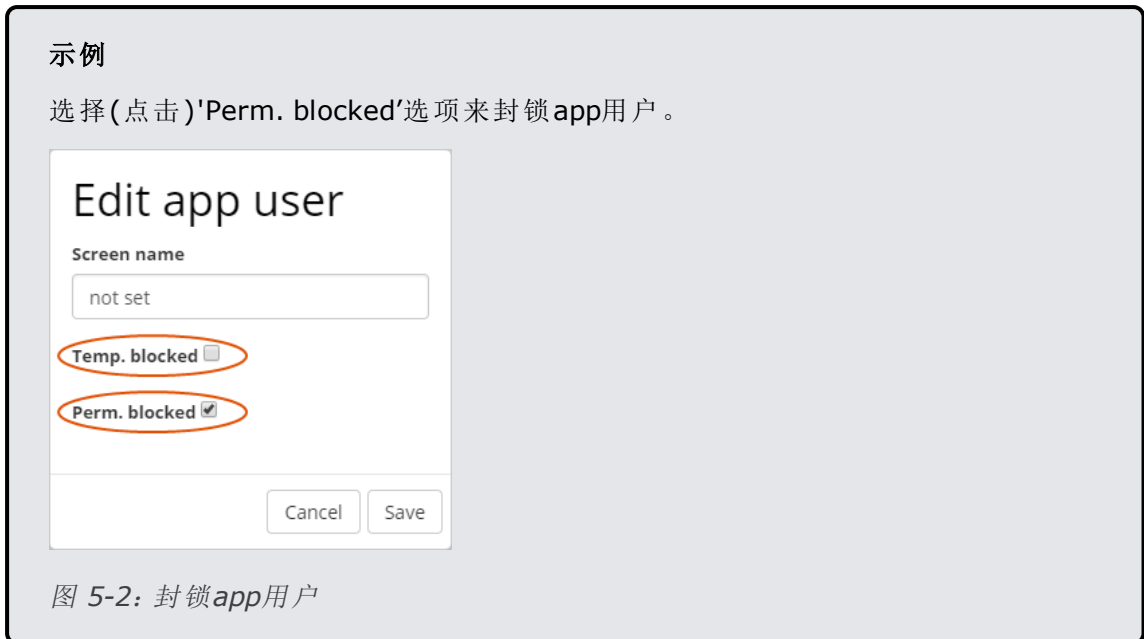 示例
选择(点击)'Perm. blocked’选项来封锁app用户。
Edit app user
Screen name
not set
Temp. blocked
Perm. blocked
Cancel Save
图 5-2：封锁app用户